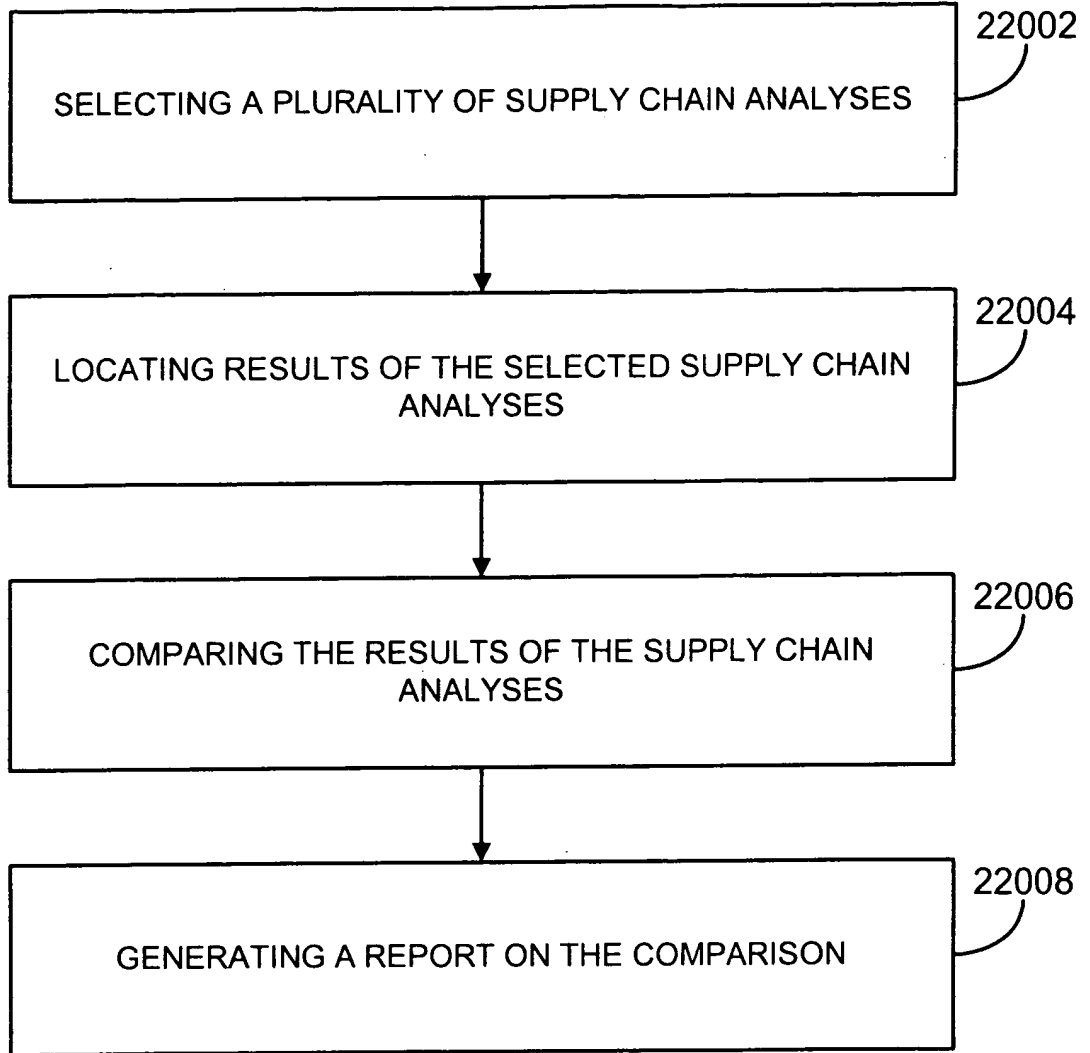 22002
SELECTING A PLURALITY OF SUPPLY CHAIN ANALYSES
22004
LOCATING RESULTS OF THE SELECTED SUPPLY CHAIN
ANALYSES
22006
COMPARING THE RESULTS OF THE SUPPLY CHAIN
ANALYSES
22008
GENERATING A REPORT ON THE COMPARISON